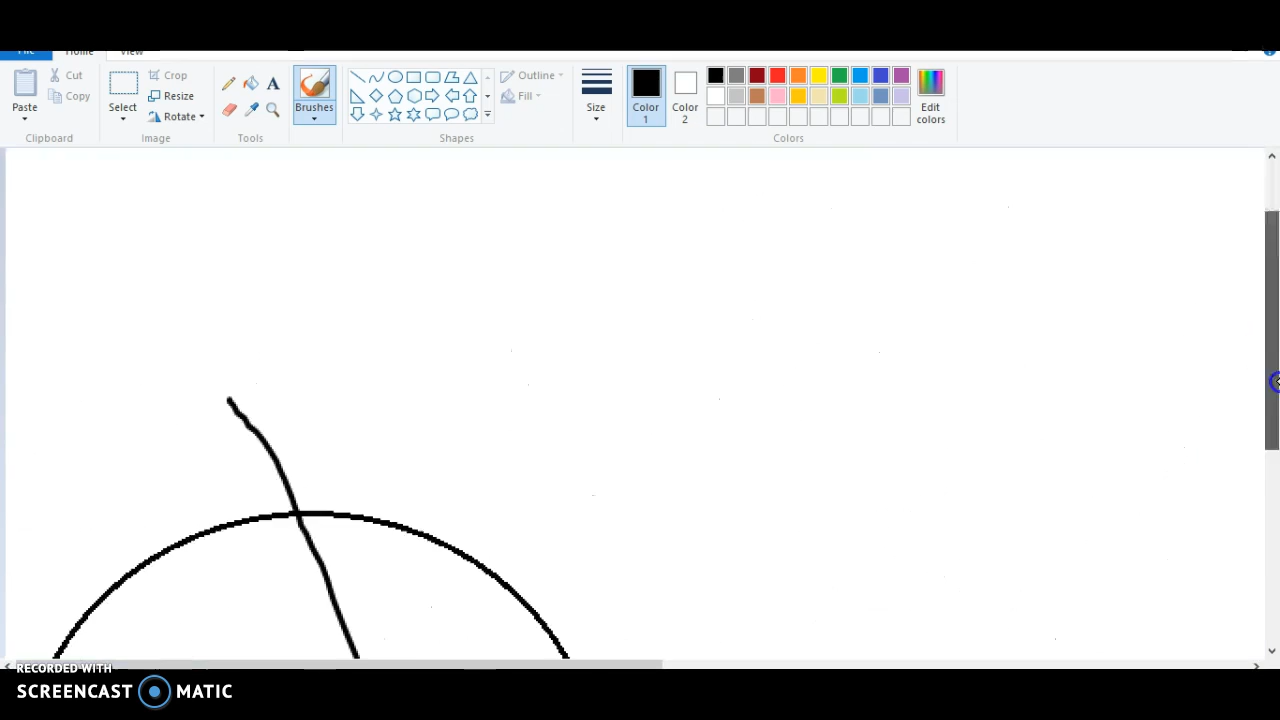 File Home View
Cut
Copy
Paste
Clipboard
Select
Crop
Resize
Rotate
Image
A
Tools
Brushes
Outline
Fill
Shapes
Size
Color
1
Color
2
Edit
colors
Colors
RECORDED WITH
SCREENCAST MATIC